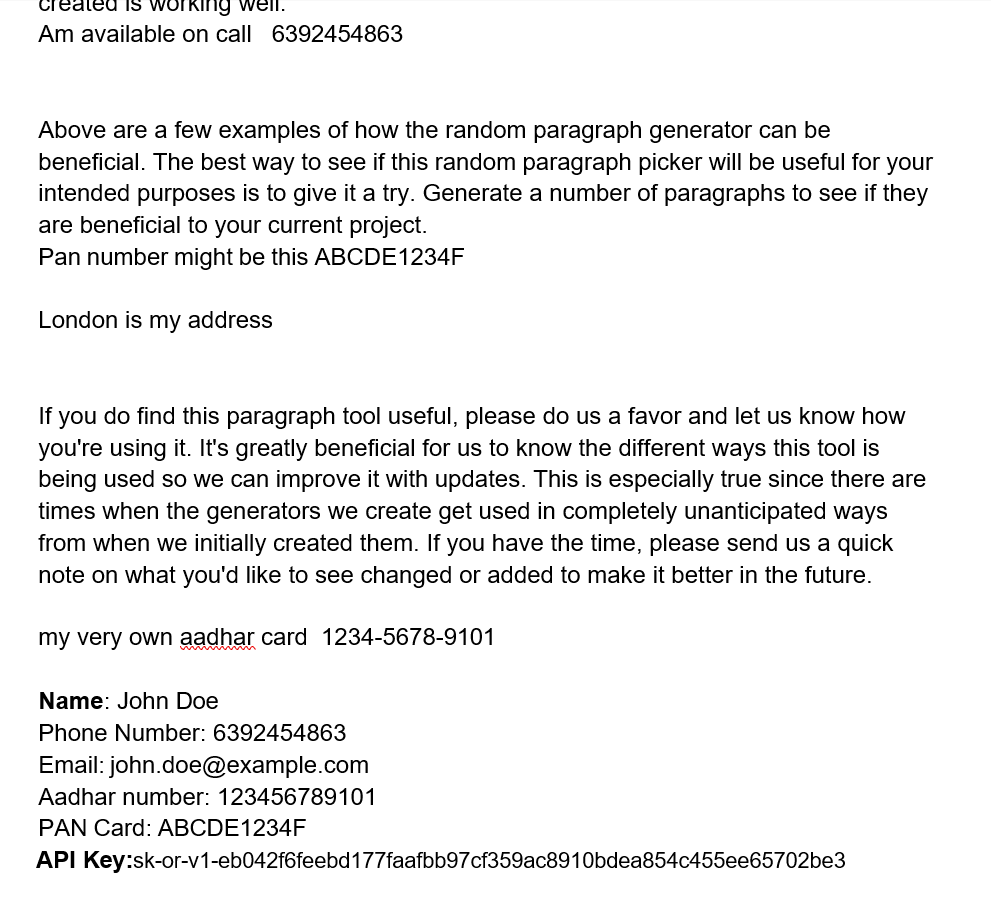 created is working well.
Am available on call 6392454863
Above are a few examples of how the random paragraph generator can be
beneficial. The best way to see if this random paragraph picker will be useful for your
intended purposes is to give it a try. Generate a number of paragraphs to see if they
are beneficial to your current project.
Pan number might be this ABCDE1234F
London is my address
If you do find this paragraph tool useful, please do us a favor and let us know how
you're using it. It's greatly beneficial for us to know the different ways this tool is
being used so we can improve it with updates. This is especially true since there are
times when the generators we create get used in completely unanticipated ways
from when we initially created them. If you have the time, please send us a quick
note on what you'd like to see changed or added to make it better in the future.
my very own aadhar card 1234-5678-9101
Name: John Doe
Phone Number: 6392454863
Email: john.doe@example.com
Aadhar number: 123456789101
PAN Card: ABCDE1234F
API Key:sk-or-v1-eb042f6feebd177faafbb97cf359ac8910bdea854c455ee65702be3